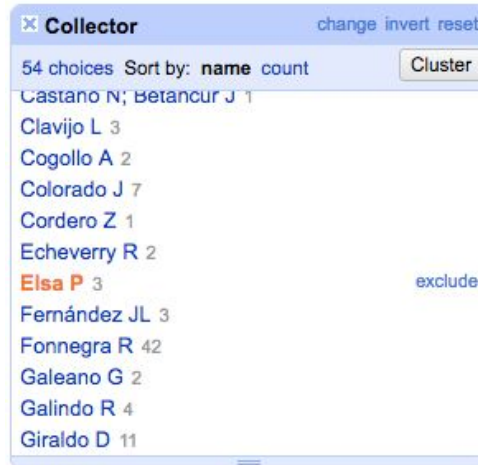 Collector change invert reset
54 choices Sort by: name count Cluster
Castaño N; Betancur J 1
Clavijo L 3
Cogollo A 2
Colorado J 7
Cordero Z 1
Echeverry R 2
Elsa P 3 exclude
Fernández JL 3
Fonnegra R 42
Galeano G 2
Galindo R 4
Giraldo D 11